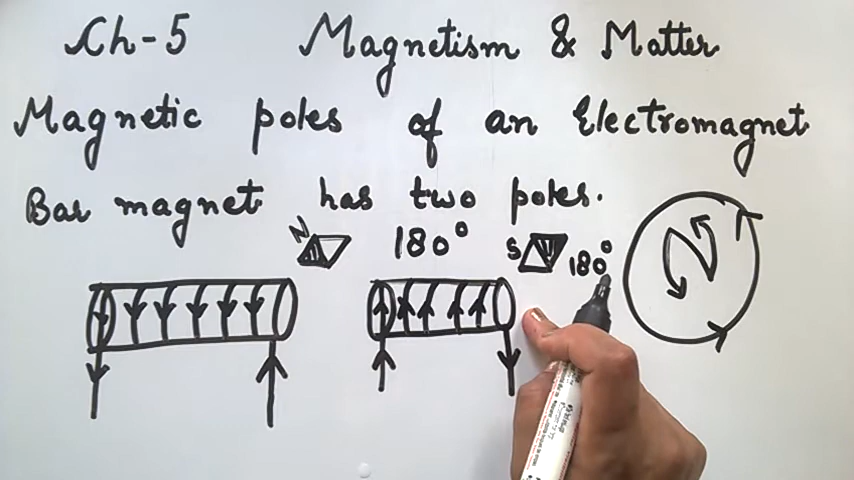 Ch-5 Magnetism & Matter
Magnetic poles of an Electromagnet
Bar magnet has two poles.
N 180° S 180° N